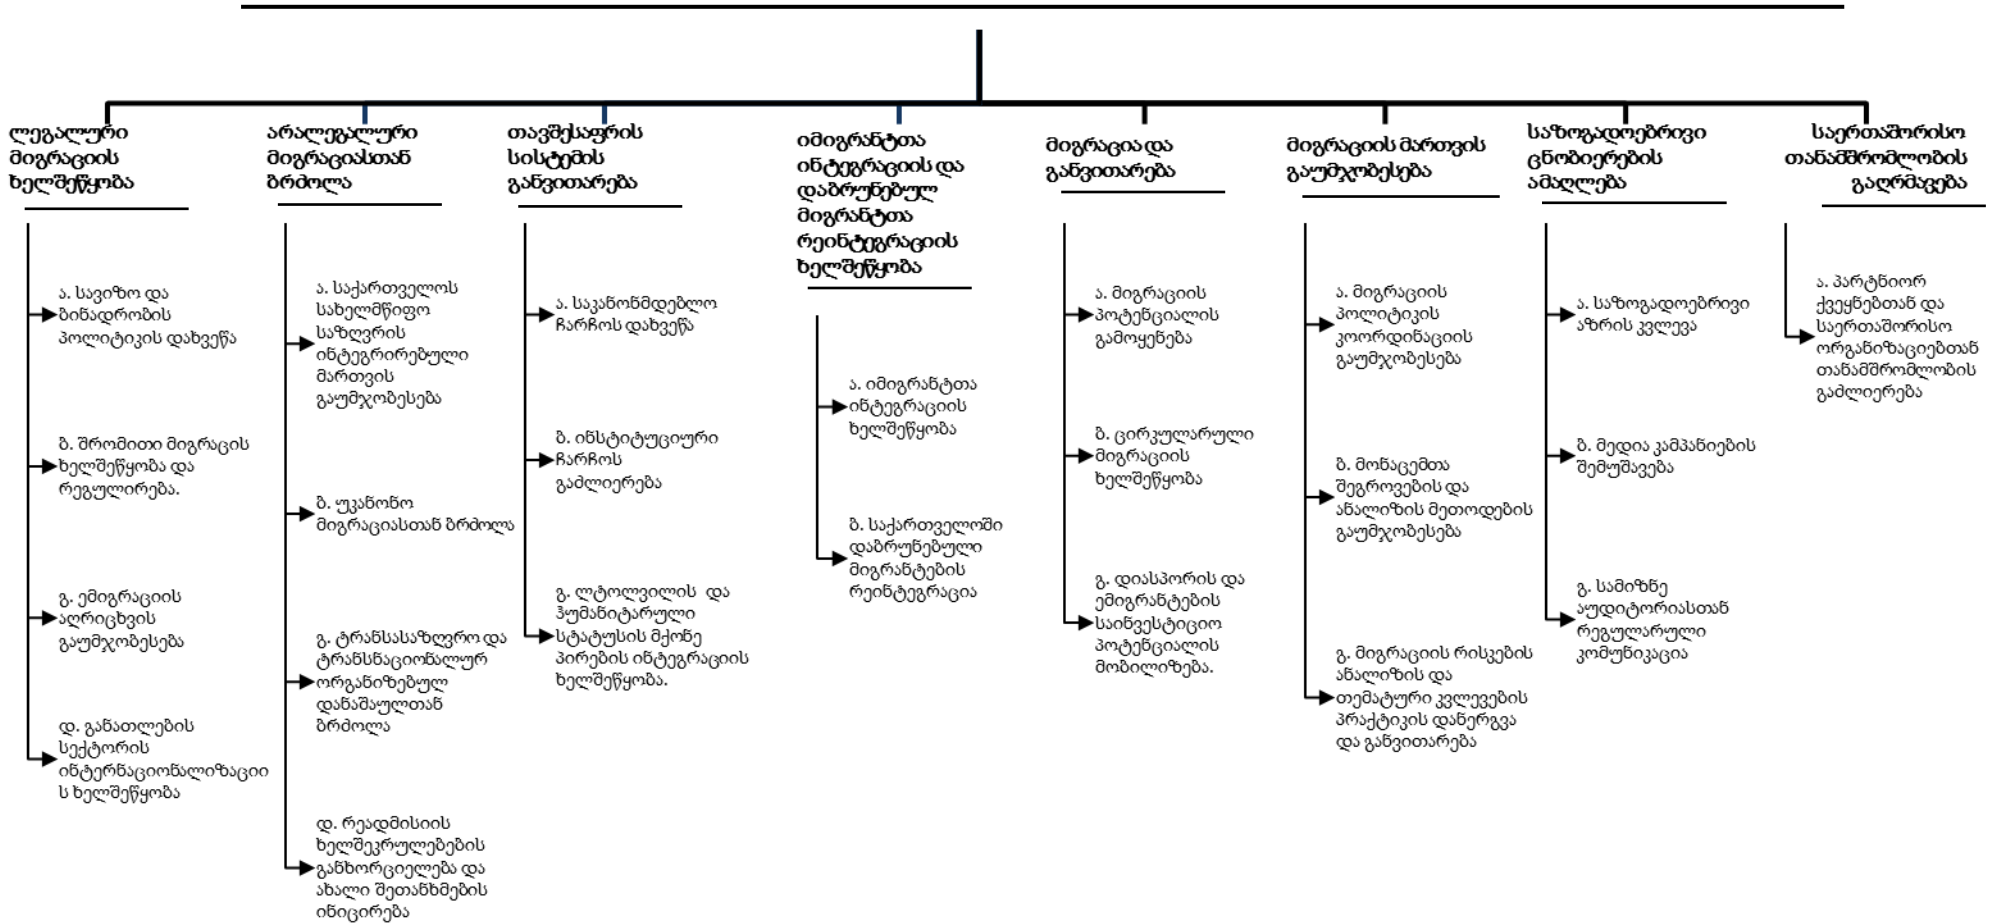 ლეგალური
მიგრაციის
ხელშეწყობა
ა. სავიზო და
ბინადრობის
პოლიტიკის დახვეწა
ბ. შრომითი მიგრაცის
ხელშეწყობა და
რეგულირება.
გ. ემიგრაციის
აღრიცხვის
გაუმჯობესება
დ. განათლების
სექტორის
ინტერნაციონალიზაციი
ს ხელშეწყობა
არალეგალური
მიგრაციასთან
ბრძოლა
ა. საქართველოს
სახელმწიფო
საზღვრის
ინტეგრირებული
მართვის
გაუმჯობესება
ბ. უკანონო
მიგრაციასთან ბრძოლა
გ. ტრანსასაზღვრო და
ტრანსნაციონალურ
ორგანიზებულ
დანაშაულთან
ბრძოლა
დ. რეადმისიის
ხელშეკრულებების
განხორციელება და
ახალი შეთანხმების
ინიცირება
თავშესაფრის
სისტემის
განვითარება
ა. საკანონმდებლო
ჩარჩოს დახვეწა
ბ. ინსტიტუციური
ჩარჩოს
გაძლიერება
გ. ლტოლვილის და
ჰუმანიტარული
სტატუსის მქონე
პირების ინტეგრაციის
ხელშეწყობა.
იმიგრანტთა
ინტეგრაციის და
დაბრუნებულ
მიგრანტთა
რეინტეგრაციის
ხელშეწყობა
ა. იმიგრანტთა
ინტეგრაციის
ხელშეწყობა
ბ. საქართველოში
დაბრუნებული
მიგრანტების
რეინტეგრაცია
მიგრაცია და
განვითარება
ა. მიგრაციის
პოტენციალის
გამოყენება
ბ. ცირკულარული
მიგრაციის
ხელშეწყობა
გ. დიასპორის და
ემიგრანტების
საინვესტიციო
პოტენციალის
მობილიზება.
მიგრაციის მართვის
გაუმჯობესება
ა. მიგრაციის
პოლიტიკის
კოორდინაციის
გაუმჯობესება
ბ. მონაცემთა
შეგროვების და
ანალიზის მეთოდების
გაუმჯობესება
გ. მიგრაციის რისკების
ანალიზის და
თემატური კვლევების
პრაქტიკის დანერგვა
და განვითარება
საზოგადოებრივი
ცნობიერების
ამაღლება
ა. საზოგადოებრივი
აზრის კვლევა
ბ. მედია კამპანიების
შემუშავება
გ. სამიზნე
აუდიტორიასთან
რეგულარული
კომუნიკაცია
საერთაშორისო
თანამშრომლობის
გაღრმავება
ა. პარტნიორ
ქვეყნებთან და
საერთაშორისო
ორგანიზაციებთან
თანამშრომლობის
გაძლიერება